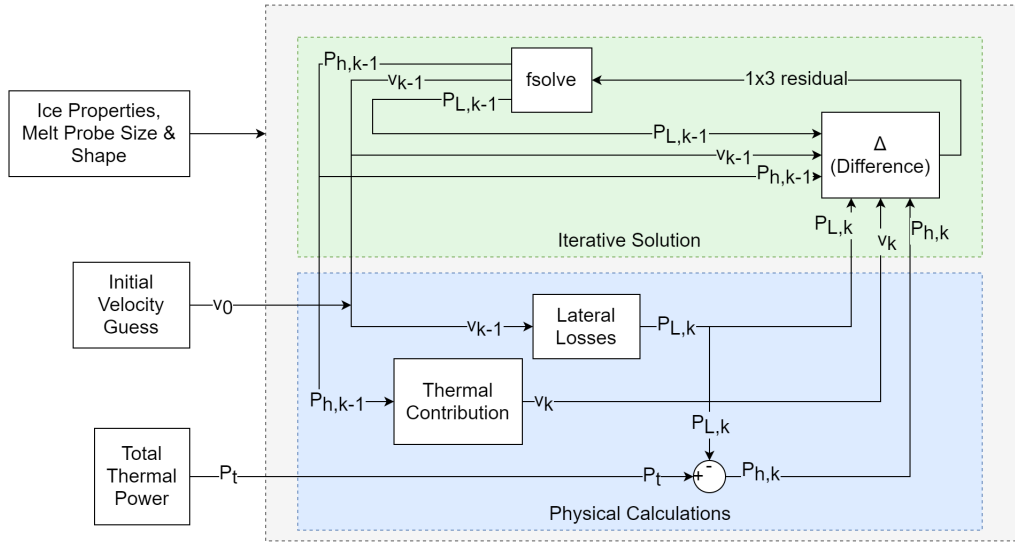 P_h,k-1
v_k-1
P_L,k-1
fsolve
1x3 residual
Ice Properties,
Melt Probe Size &
Shape
P_L,k-1
v_k-1
P_h,k-1
Δ
(Difference)
P_L,k
v_k
P_h,k
Iterative Solution
Initial
Velocity
Guess
v_0
v_k-1
Lateral
Losses
P_L,k
P_h,k-1
Thermal
Contribution
v_k
P_L,k
Total
Thermal
Power
P_t
P_t
+
-
P_h,k
Physical Calculations